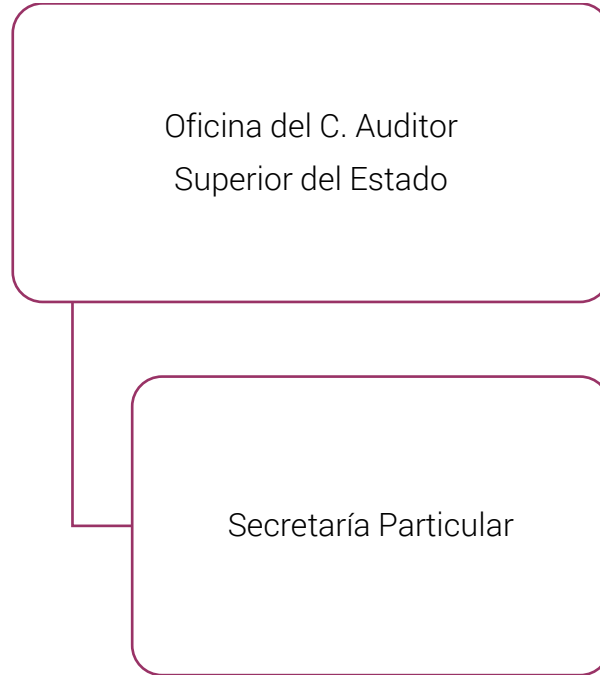 Oficina del C. Auditor
Superior del Estado
Secretaría Particular